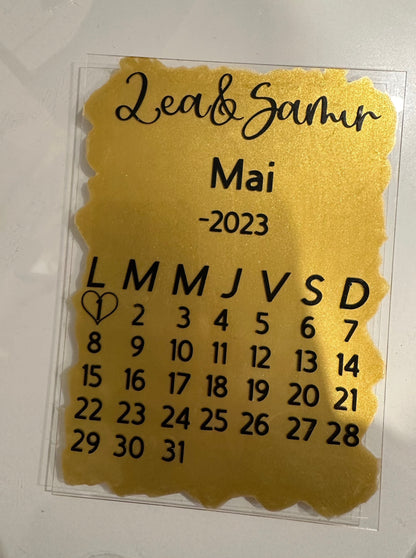 Lea&Samir
Mai
-2023
L M M J V S D
1 2 3 4 5 6 7
8 9 10 11 12 13 14
15 16 17 18 19 20 21
22 23 24 25 26 27 28
29 30 31